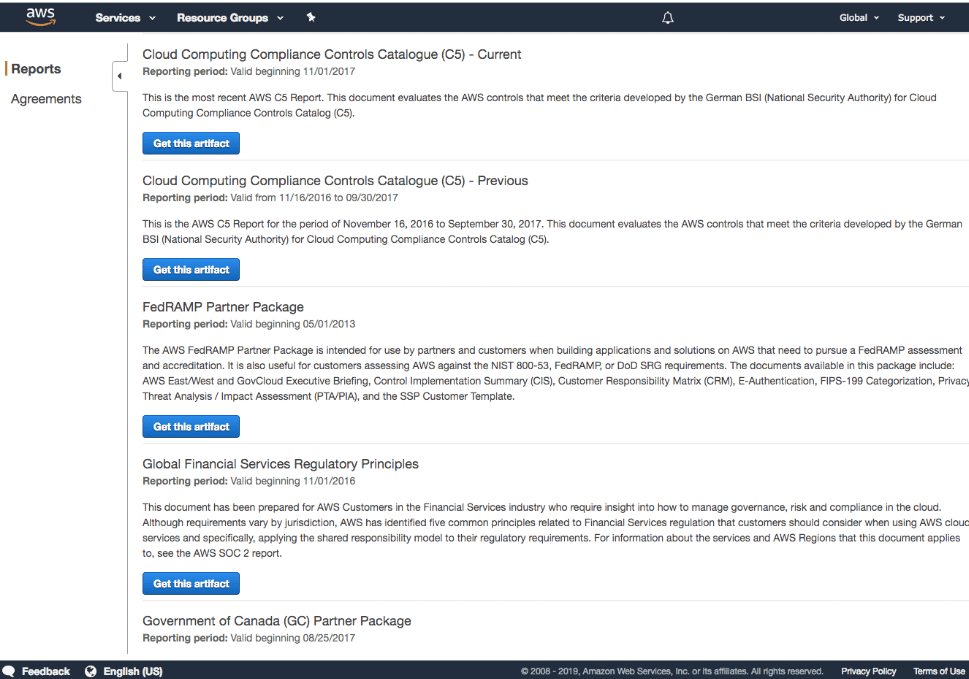 aws Services Resource Groups Global Support
Reports
Agreements
Cloud Computing Compliance Controls Catalogue (C5) - Current
Reporting period: Valid beginning 11/01/2017
This is the most recent AWS C5 Report. This document evaluates the AWS controls that meet the criteria developed by the German BSI (National Security Authority) for Cloud
Computing Compliance Controls Catalog (C5).
Get this artifact
Cloud Computing Compliance Controls Catalogue (C5) - Previous
Reporting period: Valid from 11/16/2016 to 09/30/2017
This is the AWS C5 Report for the period of November 16, 2016 to September 30, 2017. This document evaluates the AWS controls that meet the criteria developed by the German
BSI (National Security Authority) for Cloud Computing Compliance Controls Catalog (C5).
Get this artifact
FedRAMP Partner Package
Reporting period: Valid beginning 05/01/2013
The AWS FedRAMP Partner Package is intended for use by partners and customers when building applications and solutions on AWS that need to pursue a FedRAMP assessment
and accreditation. It is also useful for customers assessing AWS against the NIST 800-53, FedRAMP, or DoD SRG requirements. The documents available in this package include:
AWS East/West and GovCloud Executive Briefing, Control Implementation Summary (CIS), Customer Responsibility Matrix (CRM), E-Authentication, FIPS-199 Categorization, Privacy
Threat Analysis / Impact Assessment (PTA/PIA), and the SSP Customer Template.
Get this artifact
Global Financial Services Regulatory Principles
Reporting period: Valid beginning 11/01/2016
This document has been prepared for AWS Customers in the Financial Services industry who require insight into how to manage governance, risk and compliance in the cloud.
Although requirements vary by jurisdiction, AWS has identified five common principles related to Financial Services regulation that customers should consider when using AWS cloud
services and specifically, applying the shared responsibility model to their regulatory requirements. For information about the services and AWS Regions that this document applies
to, see the AWS SOC 2 report.
Get this artifact
Government of Canada (GC) Partner Package
Reporting period: Valid beginning 08/25/2017
Feedback English (US) © 2008 - 2019, Amazon Web Services, Inc. or its affiliates. All rights reserved. Privacy Policy Terms of Use